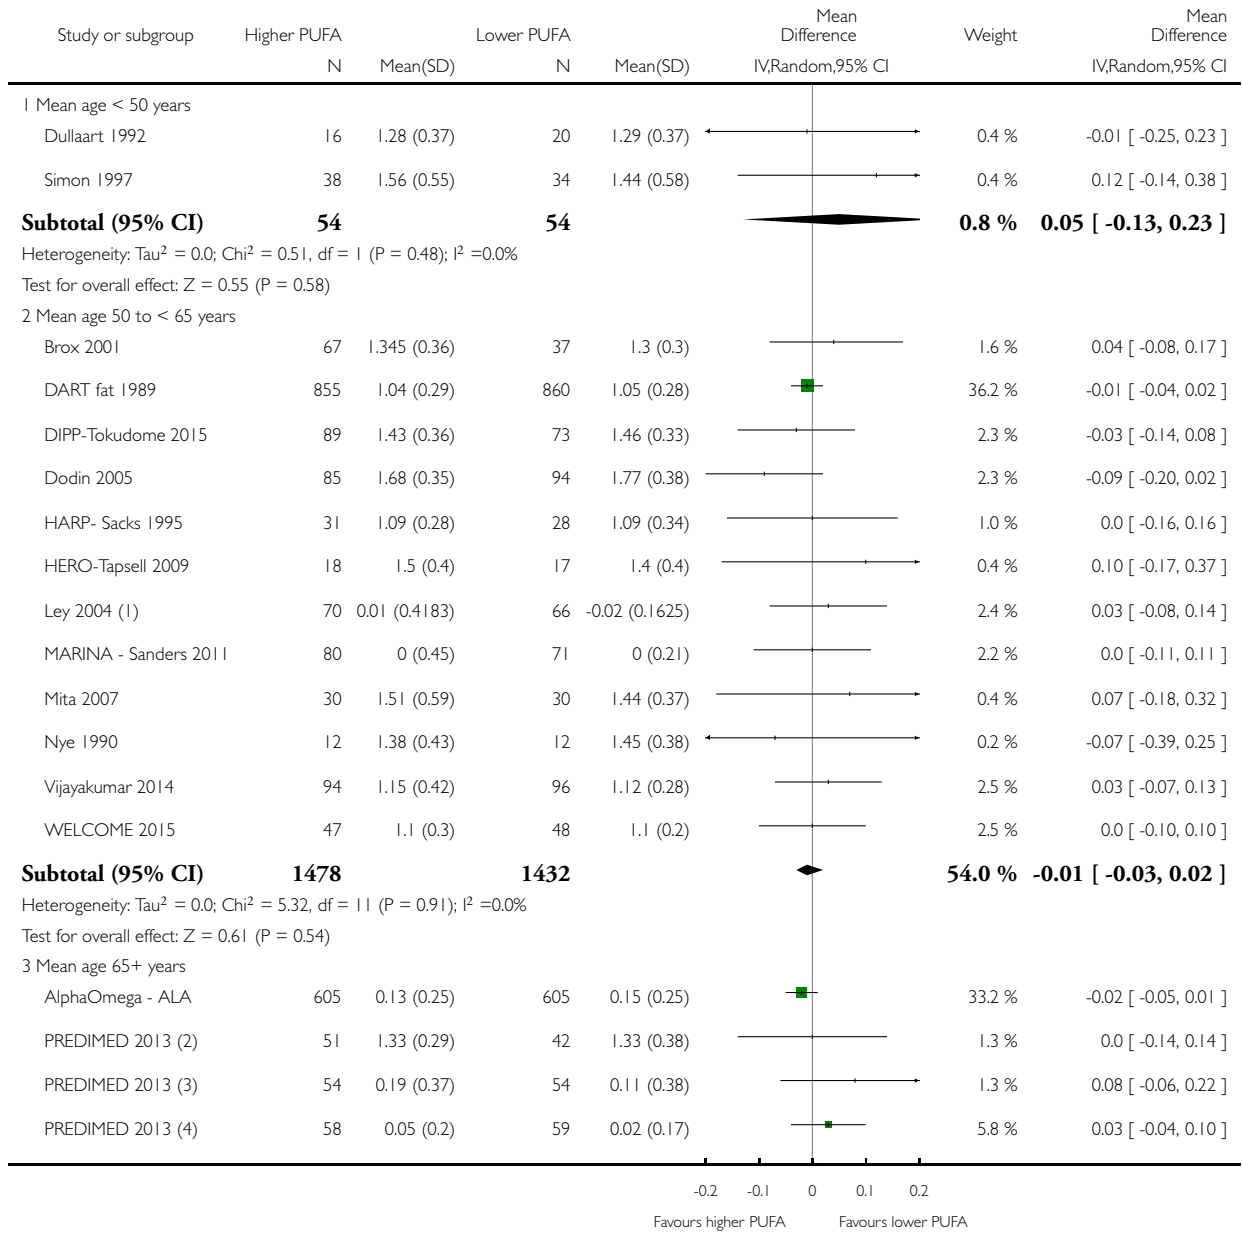 Study or subgroup Higher PUFA Lower PUFA Mean Difference Weight Mean Difference
N Mean(SD) N Mean(SD) IV,Random,95% CI IV,Random,95% CI
1 Mean age < 50 years
Dullaart 1992 16 1.28 (0.37) 20 1.29 (0.37) 0.4 % -0.01 [ -0.25, 0.23 ]
Simon 1997 38 1.56 (0.55) 34 1.44 (0.58) 0.4 % 0.12 [ -0.14, 0.38 ]
Subtotal (95% CI) 54 54 0.8 % 0.05 [ -0.13, 0.23 ]
Heterogeneity: Tau² = 0.0; Chi² = 0.51, df = 1 (P = 0.48); I² =0.0%
Test for overall effect: Z = 0.55 (P = 0.58)
2 Mean age 50 to < 65 years
Brox 2001 67 1.345 (0.36) 37 1.3 (0.3) 1.6 % 0.04 [ -0.08, 0.17 ]
DART fat 1989 855 1.04 (0.29) 860 1.05 (0.28) 36.2 % -0.01 [ -0.04, 0.02 ]
DIPP-Tokudome 2015 89 1.43 (0.36) 73 1.46 (0.33) 2.3 % -0.03 [ -0.14, 0.08 ]
Dodin 2005 85 1.68 (0.35) 94 1.77 (0.38) 2.3 % -0.09 [ -0.20, 0.02 ]
HARP- Sacks 1995 31 1.09 (0.28) 28 1.09 (0.34) 1.0 % 0.0 [ -0.16, 0.16 ]
HERO-Tapsell 2009 18 1.5 (0.4) 17 1.4 (0.4) 0.4 % 0.10 [ -0.17, 0.37 ]
Ley 2004 (1) 70 0.01 (0.4183) 66 -0.02 (0.1625) 2.4 % 0.03 [ -0.08, 0.14 ]
MARINA - Sanders 2011 80 0 (0.45) 71 0 (0.21) 2.2 % 0.0 [ -0.11, 0.11 ]
Mita 2007 30 1.51 (0.59) 30 1.44 (0.37) 0.4 % 0.07 [ -0.18, 0.32 ]
Nye 1990 12 1.38 (0.43) 12 1.45 (0.38) 0.2 % -0.07 [ -0.39, 0.25 ]
Vijayakumar 2014 94 1.15 (0.42) 96 1.12 (0.28) 2.5 % 0.03 [ -0.07, 0.13 ]
WELCOME 2015 47 1.1 (0.3) 48 1.1 (0.2) 2.5 % 0.0 [ -0.10, 0.10 ]
Subtotal (95% CI) 1478 1432 54.0 % -0.01 [ -0.03, 0.02 ]
Heterogeneity: Tau² = 0.0; Chi² = 5.32, df = 11 (P = 0.91); I² =0.0%
Test for overall effect: Z = 0.61 (P = 0.54)
3 Mean age 65+ years
AlphaOmega - ALA 605 0.13 (0.25) 605 0.15 (0.25) 33.2 % -0.02 [ -0.05, 0.01 ]
PREDIMED 2013 (2) 51 1.33 (0.29) 42 1.33 (0.38) 1.3 % 0.0 [ -0.14, 0.14 ]
PREDIMED 2013 (3) 54 0.19 (0.37) 54 0.11 (0.38) 1.3 % 0.08 [ -0.06, 0.22 ]
PREDIMED 2013 (4) 58 0.05 (0.2) 59 0.02 (0.17) 5.8 % 0.03 [ -0.04, 0.10 ]
-0.2 -0.1 0 0.1 0.2
Favours higher PUFA Favours lower PUFA